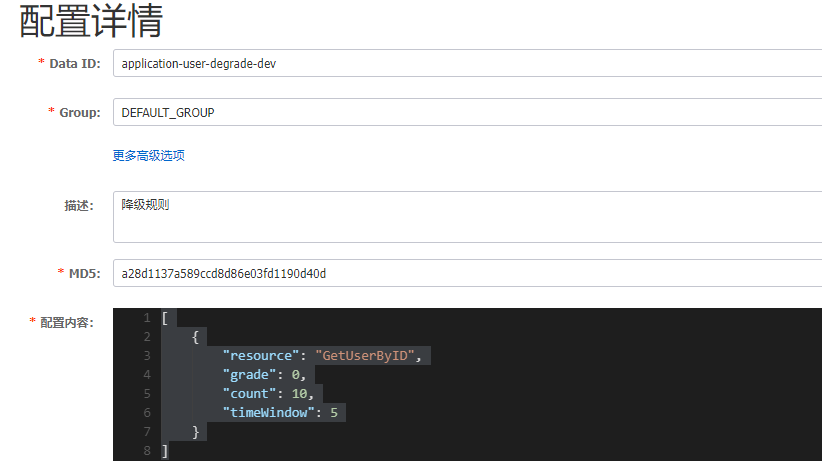 配置详情
* Data ID: application-user-degrade-dev
* Group: DEFAULT_GROUP
更多高级选项
描述: 降级规则
* MD5: a28d1137a589ccd8d86e03fd1190d40d
* 配置内容:
1 [
2 {
3 "resource": "GetUserByID",
4 "grade": 0,
5 "count": 10,
6 "timeWindow": 5
7 }
8 ]